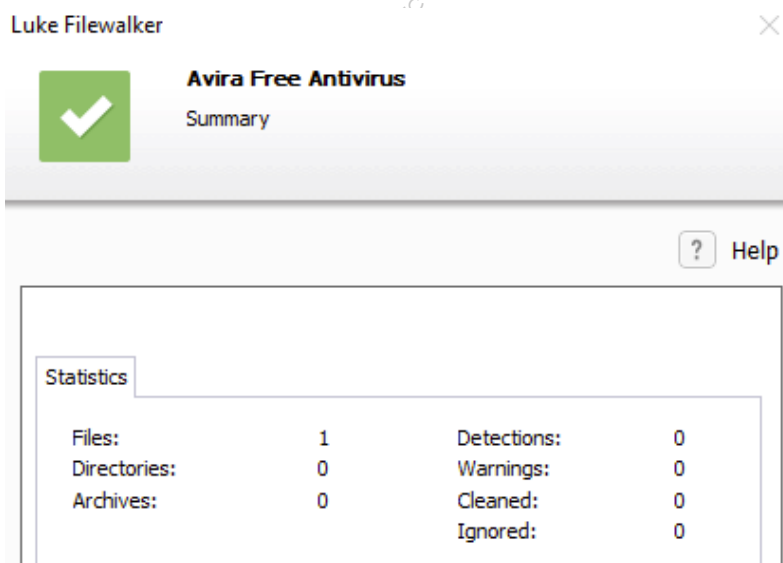 Luke Filewalker
Avira Free Antivirus
Summary
? Help
Statistics
Files: 1 Detections: 0
Directories: 0 Warnings: 0
Archives: 0 Cleaned: 0
Ignored: 0